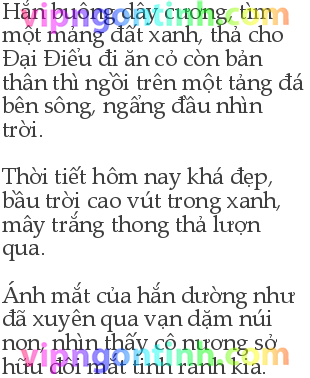 Hắn buông dây cương, tìm
một mảng đất xanh, thả cho
Đại Điểu đi ăn cỏ còn bản
thân thì ngồi trên một tảng đá
bên sông, ngẩng đầu nhìn
trời.
Thời tiết hôm nay khá đẹp,
bầu trời cao vút trong xanh,
mây trắng thong thả lượn
qua.
Ánh mắt của hắn dường như
đã xuyên qua vạn dặm núi
non, nhìn thấy cô nương sở
hữu đôi mắt tinh ranh kia.
vipngontinh.com
vipngontinh.com